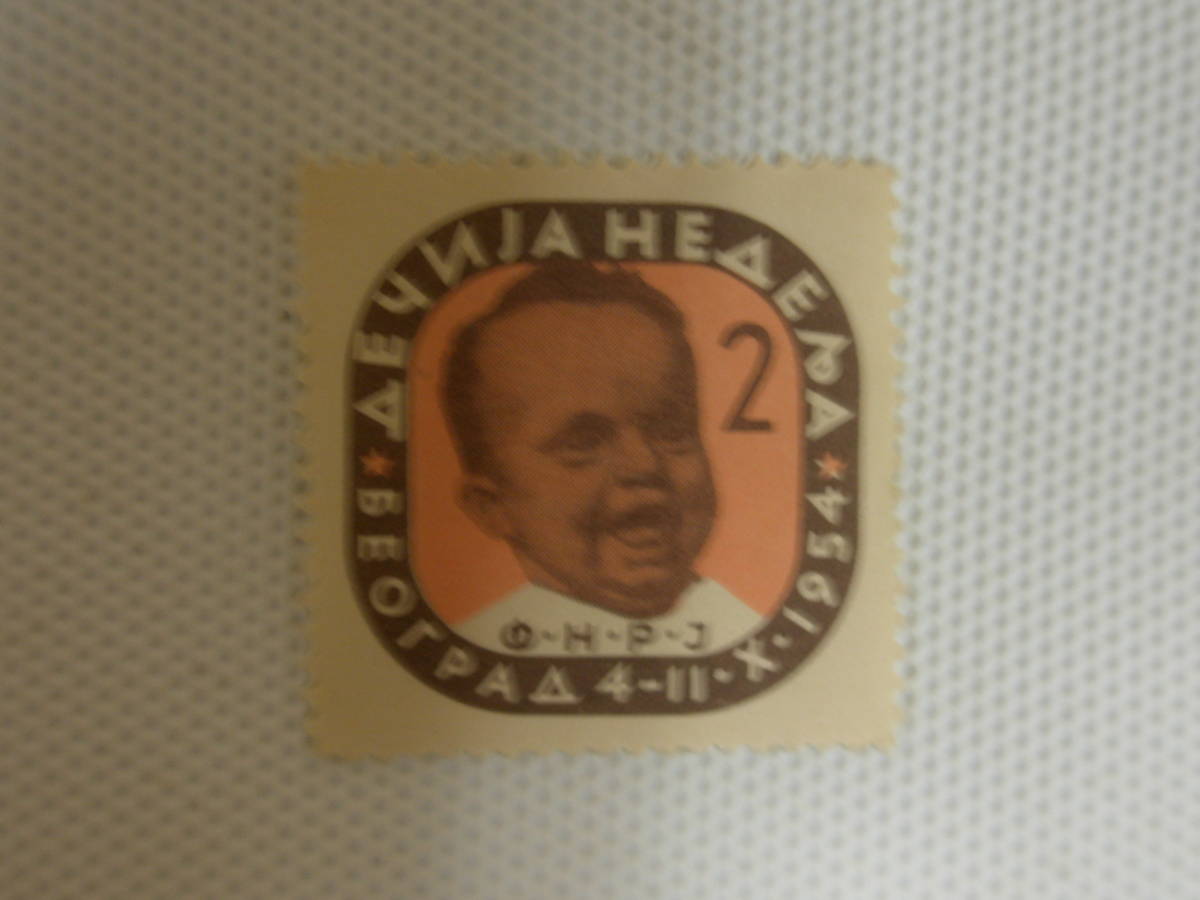 ДЕЧИЈА НЕДЕЉА
2
Ф·Н·Р·Ј
БЕОГРАД 4-11·X·1954